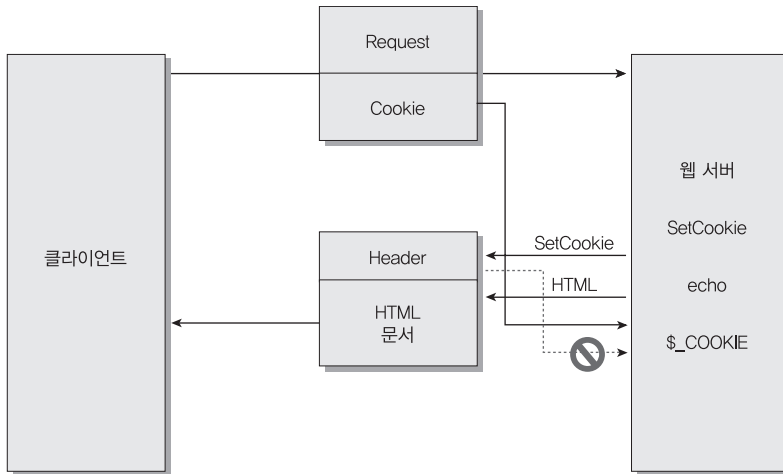 Request
Cookie
클라이언트
Header
HTML
문서
SetCookie
HTML
웹 서버
SetCookie
echo
$_COOKIE